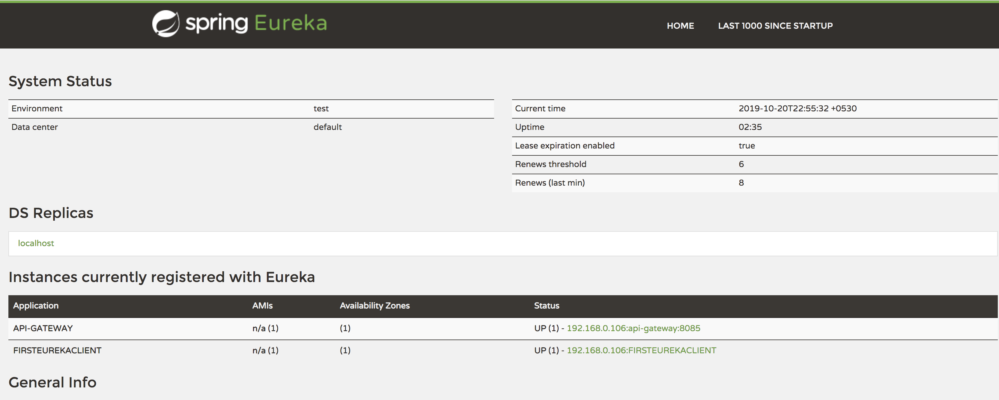 spring Eureka
HOME LAST 1000 SINCE STARTUP
System Status
Environment test
Data center default
Current time 2019-10-20T22:55:32 +0530
Uptime 02:35
Lease expiration enabled true
Renews threshold 6
Renews (last min) 8
DS Replicas
localhost
Instances currently registered with Eureka
Application AMIs Availability Zones Status
API-GATEWAY n/a (1) (1) UP (1) - 192.168.0.106:api-gateway:8085
FIRSTEUREKACLIENT n/a (1) (1) UP (1) - 192.168.0.106:FIRSTEUREKACLIENT
General Info